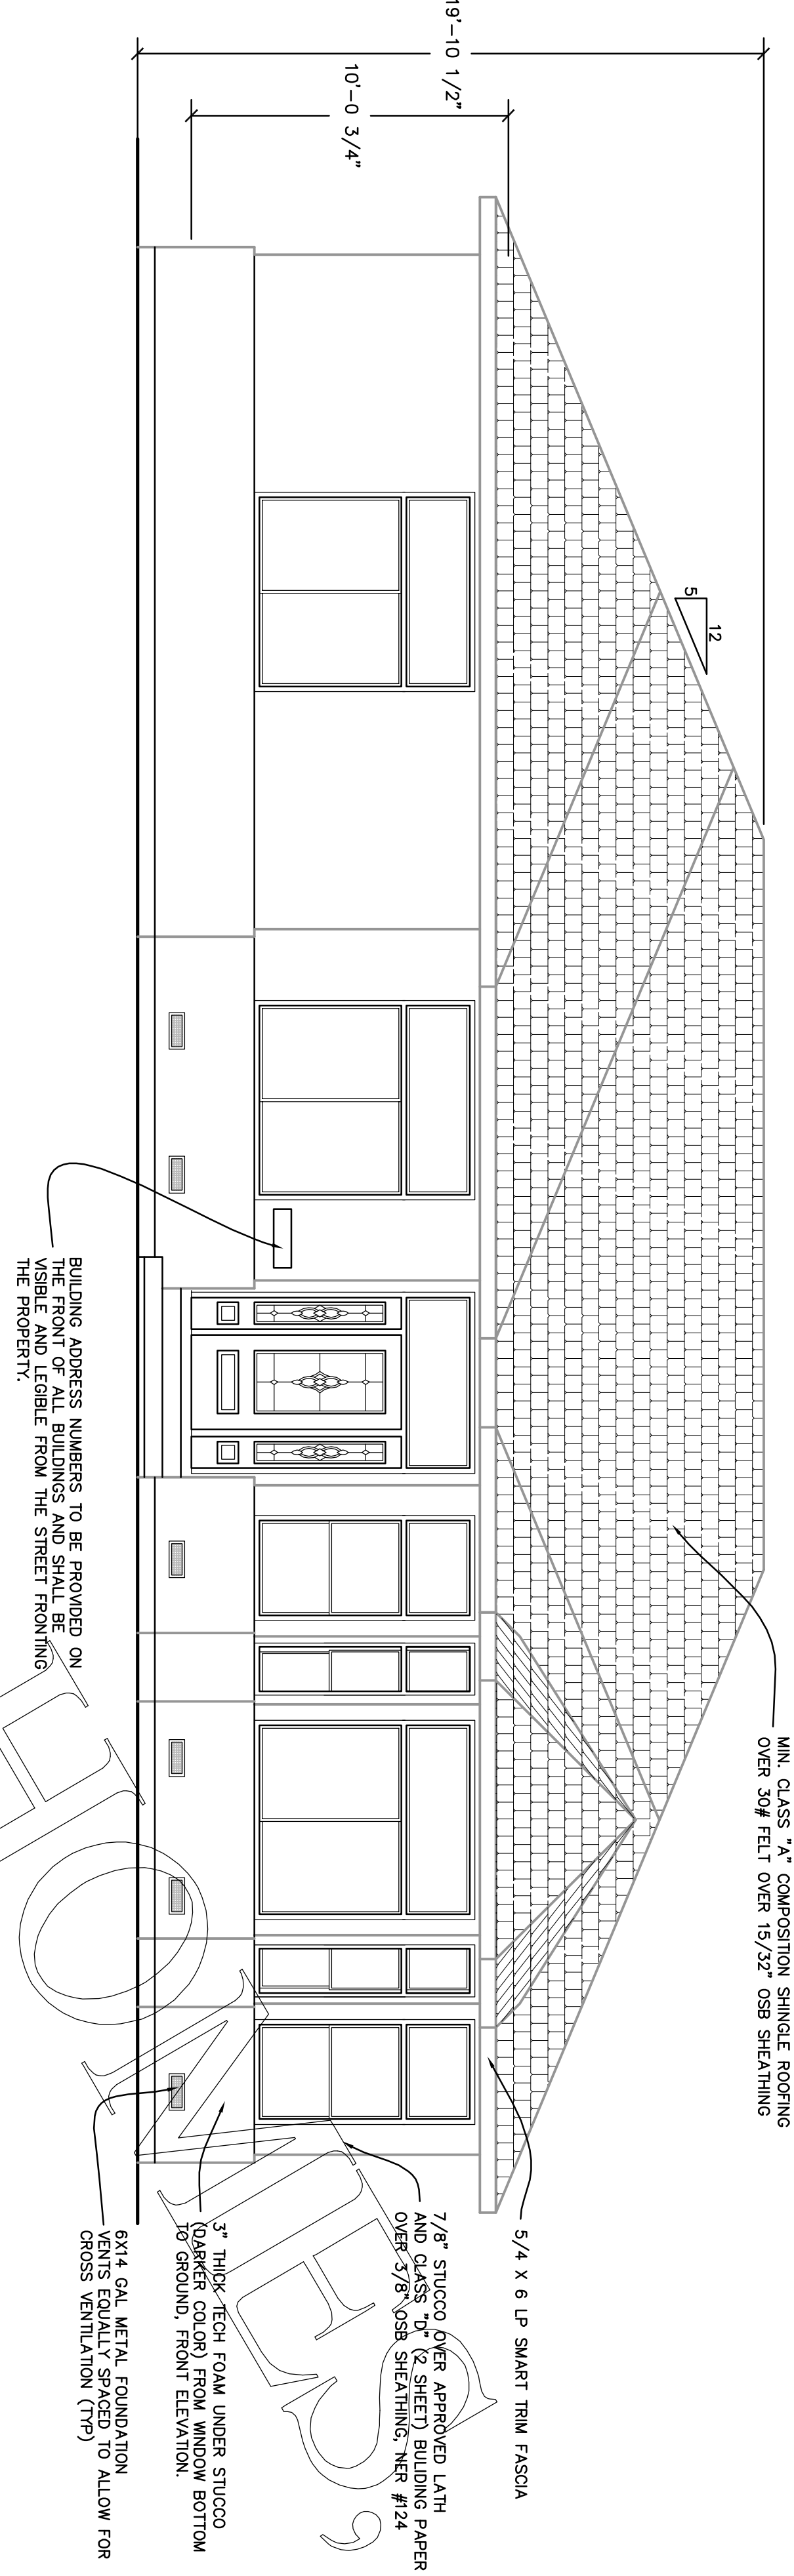 19'-10 1/2"
10'-0 3/4"
5
12
MIN. CLASS "A" COMPOSITION SHINGLE ROOFING
OVER 30# FELT OVER 15/32" OSB SHEATHING
5/4 X 6 LP SMART TRIM FASCIA
7/8" STUCCO OVER APPROVED LATH
AND CLASS "D" (2 SHEET) BULIDING PAPER
OVER 3/8" OSB SHEATHING, NER #124
3" THICK TECH FOAM UNDER STUCCO
(DARKER COLOR) FROM WINDOW BOTTOM
TO GROUND, FRONT ELEVATION.
6X14 GAL METAL FOUNDATION
VENTS EQUALLY SPACED TO ALLOW FOR
CROSS VENTILATION (TYP)
BUILDING ADDRESS NUMBERS TO BE PROVIDED ON
THE FRONT OF ALL BUILDINGS AND SHALL BE
VISIBLE AND LEGIBLE FROM THE STREET FRONTING
THE PROPERTY.
HOMES,